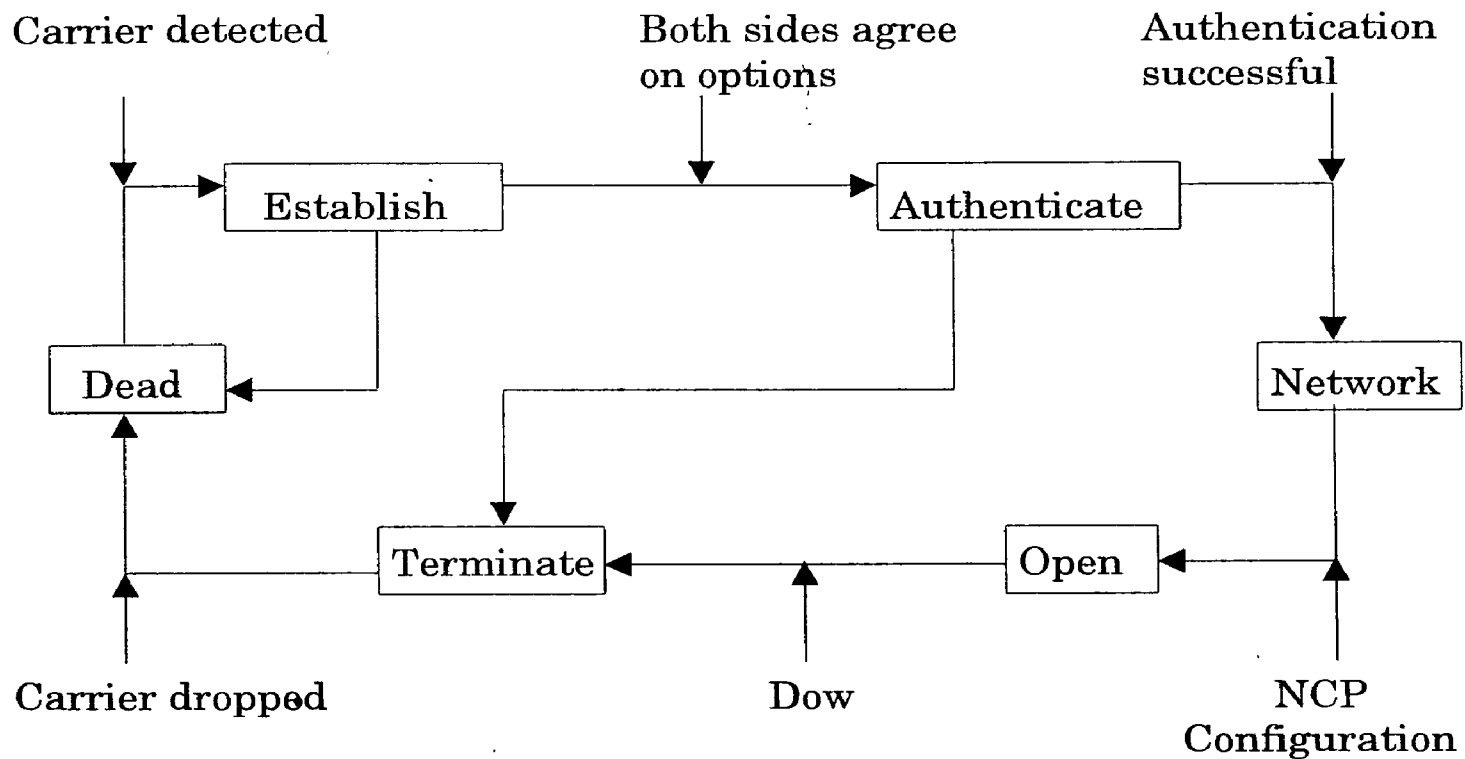 Carrier detected
Both sides agree
on options
Authentication
successful
Establish
Authenticate
Dead
Network
Terminate
Open
Carrier dropped
Dow
NCP
Configuration